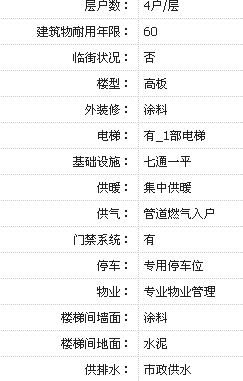 层户数： 4户/层
建筑物耐用年限： 60
临街状况： 否
楼型： 高板
外装修： 涂料
电梯： 有_1部电梯
基础设施： 七通一平
供暖： 集中供暖
供气： 管道燃气入户
门禁系统： 有
停车： 专用停车位
物业： 专业物业管理
楼梯间墙面： 涂料
楼梯间地面： 水泥
供排水： 市政供水